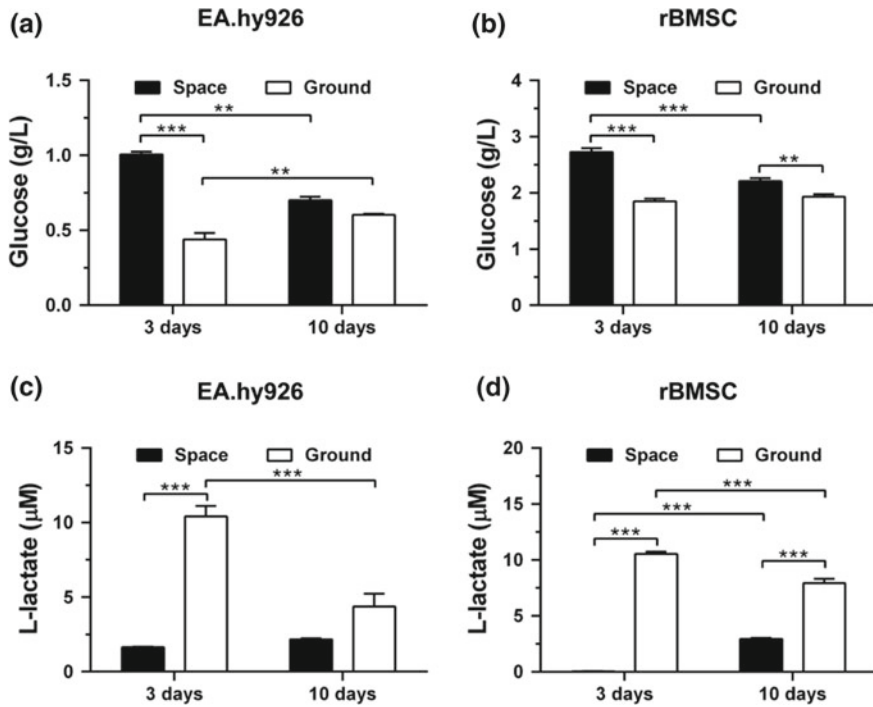 (a)
EA.hy926
Space Ground
Glucose (g/L)
1.5
1.0
0.5
0.0
**
***
**
3 days 10 days
(b)
rBMSC
Space Ground
Glucose (g/L)
4
3
2
1
0
***
***
**
3 days 10 days
(c)
EA.hy926
Space Ground
L-lactate (μM)
15
10
5
0
***
***
3 days 10 days
(d)
rBMSC
Space Ground
L-lactate (μM)
20
15
10
5
0
***
***
***
***
3 days 10 days